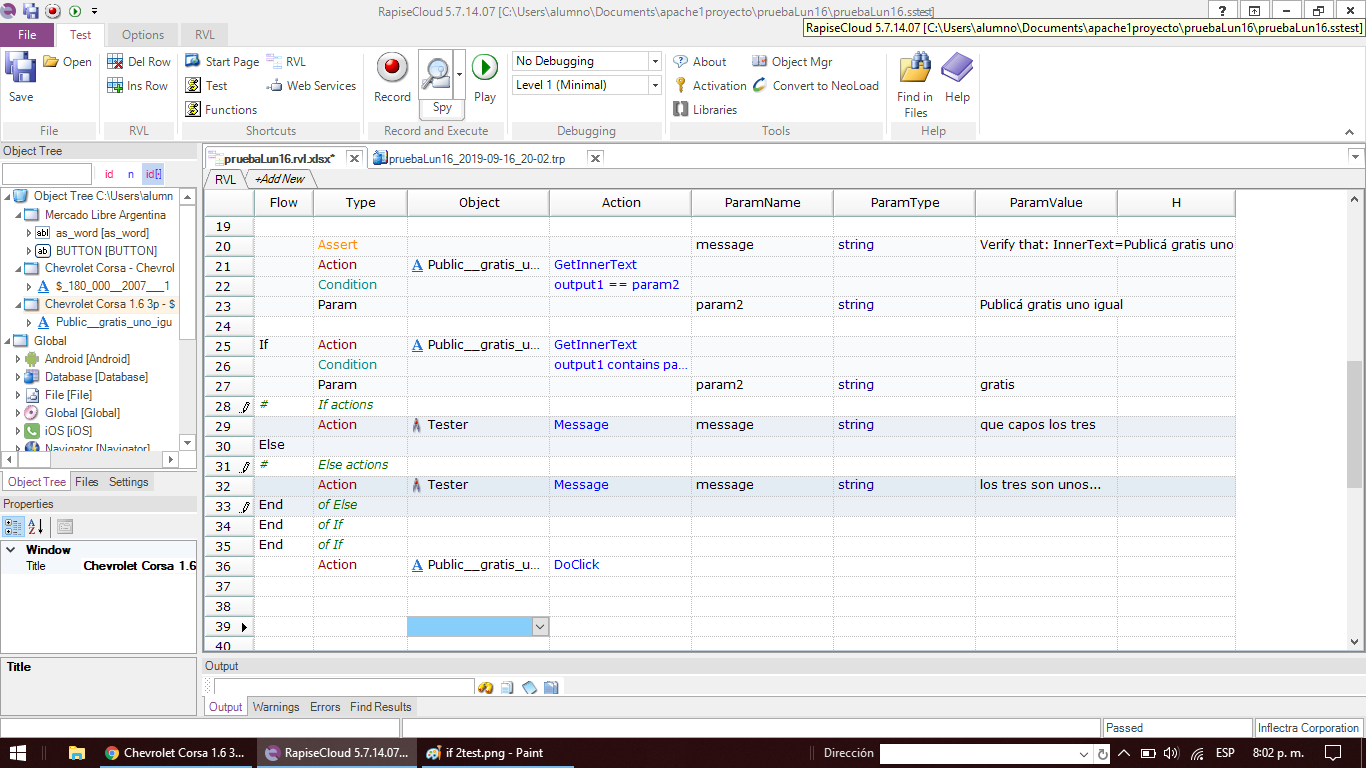 RapiseCloud 5.7.14.07 [C:\Users\alumno\Documents\apache1proyecto\pruebaLun16\pruebaLun16.sstest]
RapiseCloud 5.7.14.07 [C:\Users\alumno\Documents\apache1proyecto\pruebaLun16\pruebaLun16.sstest]
File Test Options RVL
Save Open
Del Row
Ins Row
Start Page RVL
Test Web Services
Functions
Record Spy Play
No Debugging
Level 1 (Minimal)
About Object Mgr
Activation Convert to NeoLoad
Libraries
Find in Files Help
File RVL Shortcuts Record and Execute Debugging Tools Help
Object Tree
id n id[·]
Object Tree C:\Users\alumn
Mercado Libre Argentina
as_word [as_word]
BUTTON [BUTTON]
Chevrolet Corsa - Chevrol
$_180_000__2007___1
Chevrolet Corsa 1.6 3p - $
Public__gratis_uno_igu
Global
Android [Android]
Database [Database]
File [File]
Global [Global]
iOS [iOS]
Navigator [Navigator]
Object Tree Files Settings
Properties
Window
Title Chevrolet Corsa 1.6
Title
pruebaLun16.rvl.xlsx* pruebaLun16_2019-09-16_20-02.trp
RVL +Add New
Flow Type Object Action ParamName ParamType ParamValue H
19
20 Assert message string Verify that: InnerText=Publicá gratis uno
21 Action Public__gratis_u... GetInnerText
22 Condition output1 == param2
23 Param param2 string Publicá gratis uno igual
24
25 If Action Public__gratis_u... GetInnerText
26 Condition output1 contains pa...
27 Param param2 string gratis
28 # If actions
29 Action Tester Message message string que capos los tres
30 Else
31 # Else actions
32 Action Tester Message message string los tres son unos...
33 End of Else
34 End of If
35 End of If
36 Action Public__gratis_u... DoClick
37
38
39
40
Output
Output Warnings Errors Find Results
Passed Inflectra Corporation
Chevrolet Corsa 1.6 3... RapiseCloud 5.7.14.07... if 2test.png - Paint Dirección ESP 8:02 p. m.